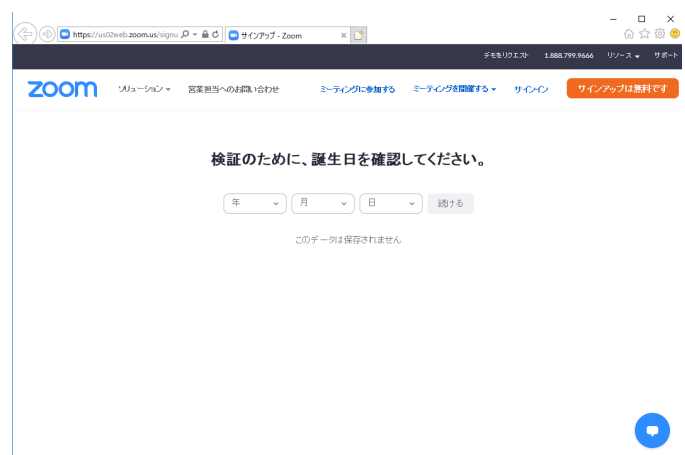 https://us02web.zoom.us/signu
サインアップ - Zoom
デモをリクエスト 1.888.799.9666 リソース サポート
zoom ソリューション 営業担当へのお問い合わせ ミーティングに参加する ミーティングを開催する サインイン サインアップは無料です
検証のために、誕生日を確認してください。
年 月 日 続ける
このデータは保存されません